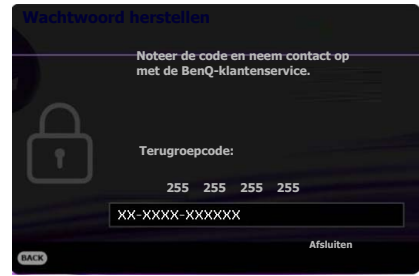 Wachtwoord herstellen
Noteer de code en neem contact op
met de BenQ-klantenservice.
Terugroepcode:
255 255 255 255
XX-XXXX-XXXXXX
Afsluiten
BACK